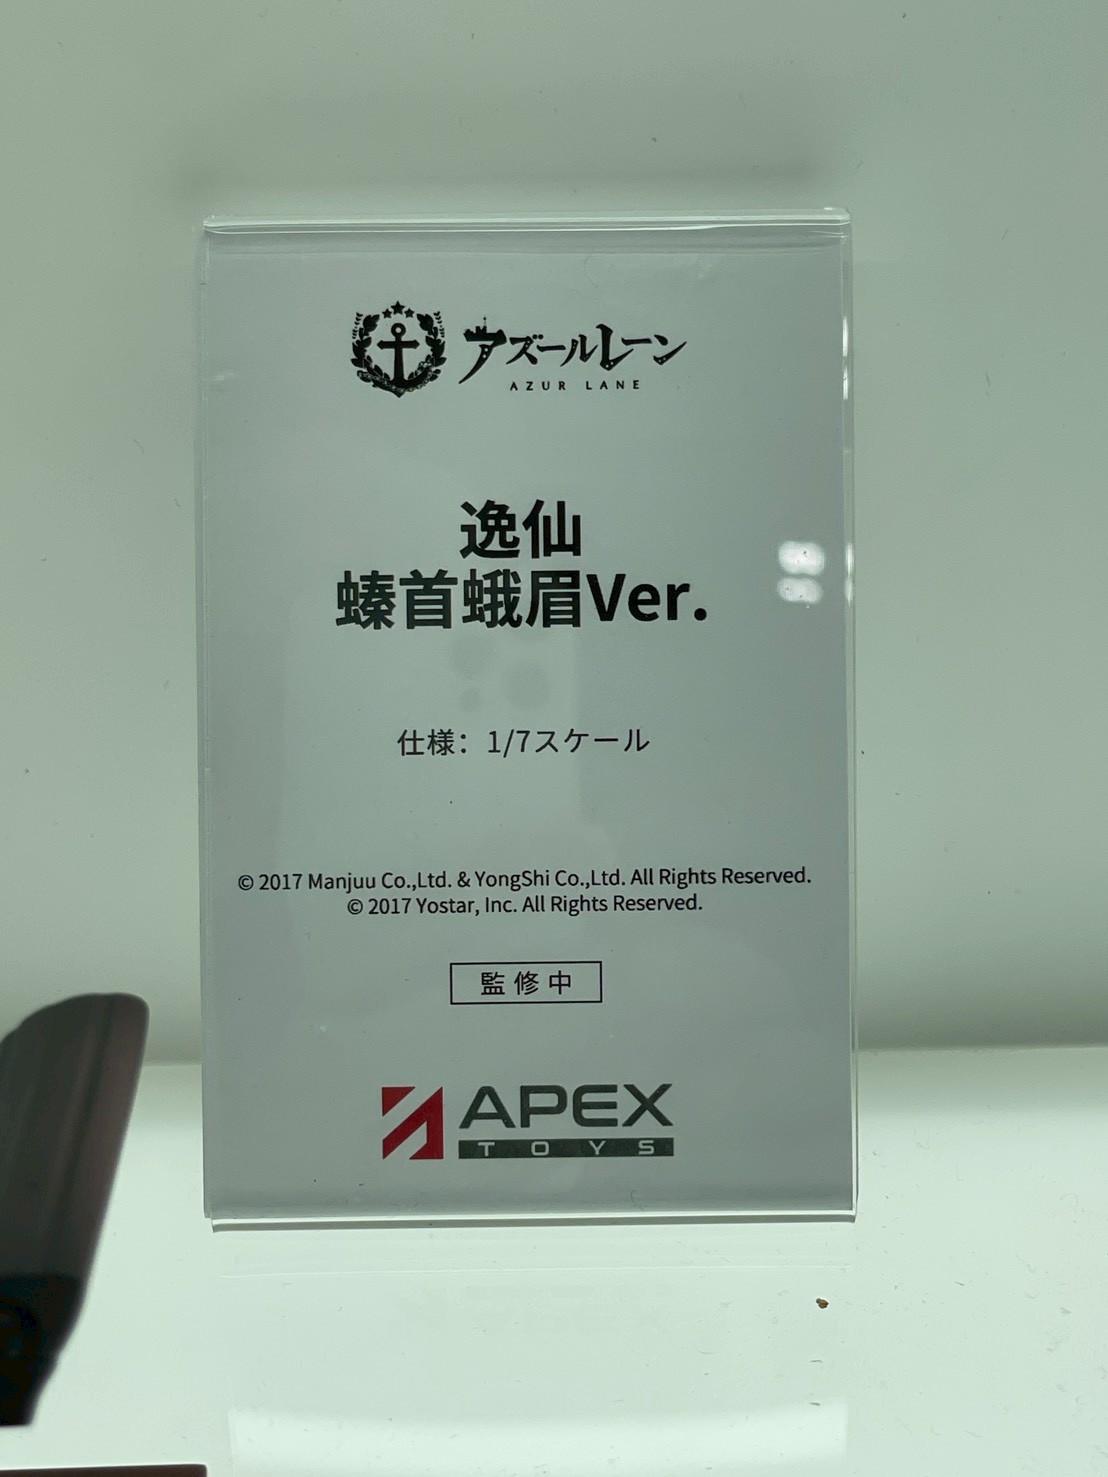 アズールレーン
AZUR LANE
逸仙
螓首蛾眉Ver.
仕様：1/7スケール
© 2017 Manjuu Co.,Ltd. & YongShi Co.,Ltd. All Rights Reserved.
© 2017 Yostar, Inc. All Rights Reserved.
監修中
APEX
TOYS